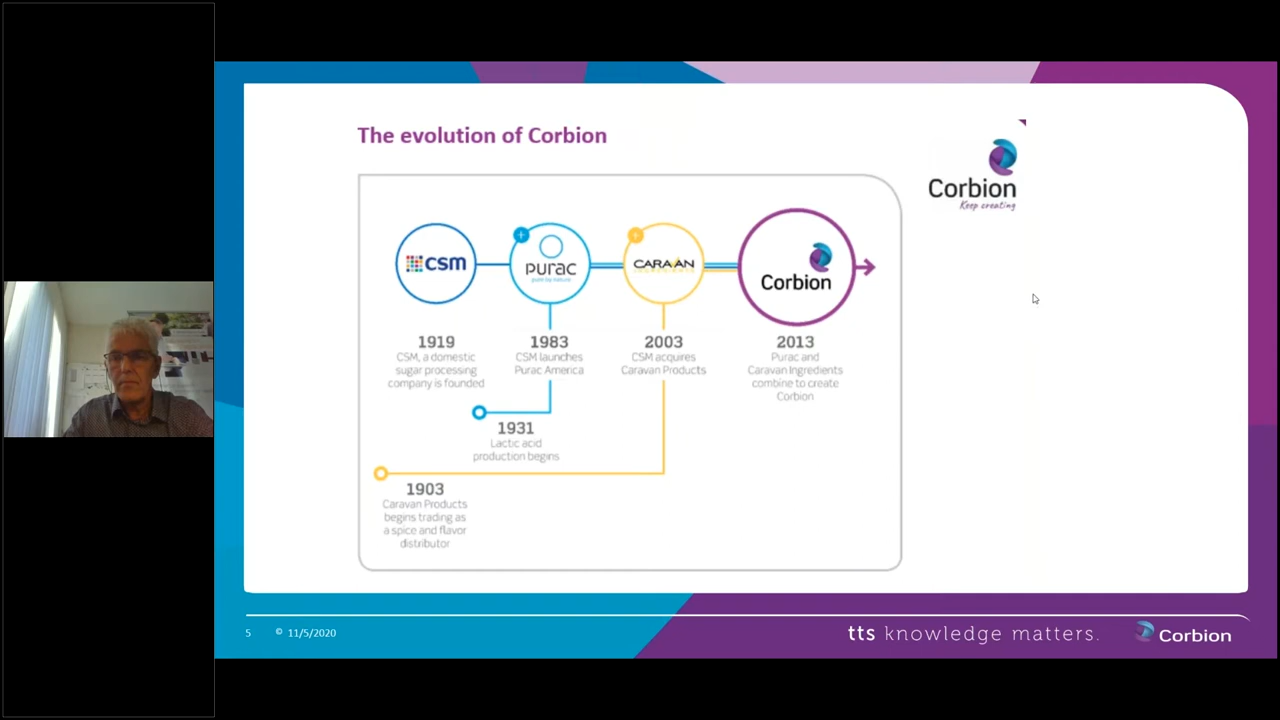 The evolution of Corbion
Corbion
Keep creating
CSM
purac
pure by nature
CARAVAN
Corbion
1919
CSM, a domestic
sugar processing
company is founded
1983
CSM launches
Purac America
2003
CSM acquires
Caravan Products
2013
Purac and
Caravan Ingredients
combine to create
Corbion
1931
Lactic acid
production begins
1903
Caravan Products
begins trading as
a spice and flavor
distributor
5 © 11/5/2020
tts knowledge matters.
Corbion